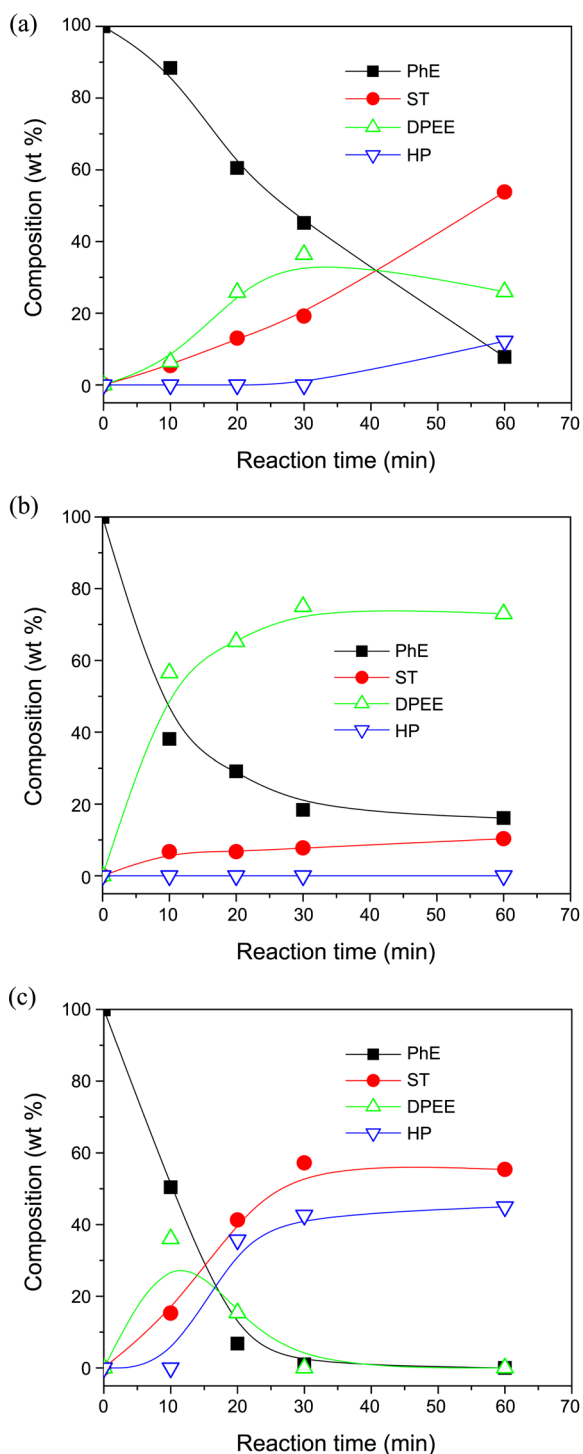 (a)
100
80
60
40
20
0
Composition (wt %)
PhE
ST
DPEE
HP
0 10 20 30 40 50 60 70
Reaction time (min)
(b)
100
80
60
40
20
0
Composition (wt %)
PhE
ST
DPEE
HP
0 10 20 30 40 50 60 70
Reaction time (min)
(c)
100
80
60
40
20
0
Composition (wt %)
PhE
ST
DPEE
HP
0 10 20 30 40 50 60 70
Reaction time (min)